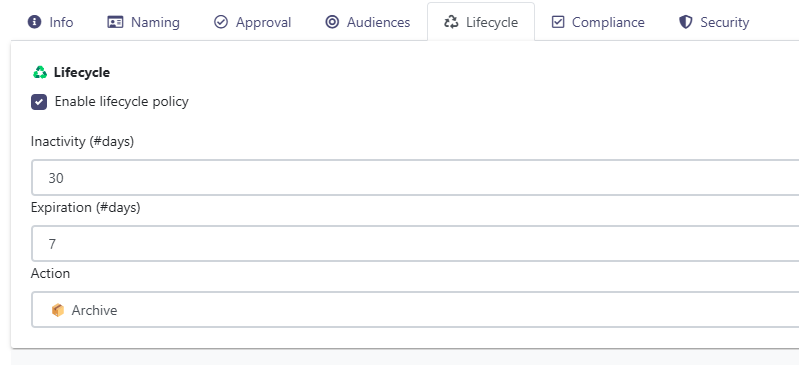 Info Naming Approval Audiences Lifecycle Compliance Security
Lifecycle
Enable lifecycle policy
Inactivity (#days)
30
Expiration (#days)
7
Action
Archive